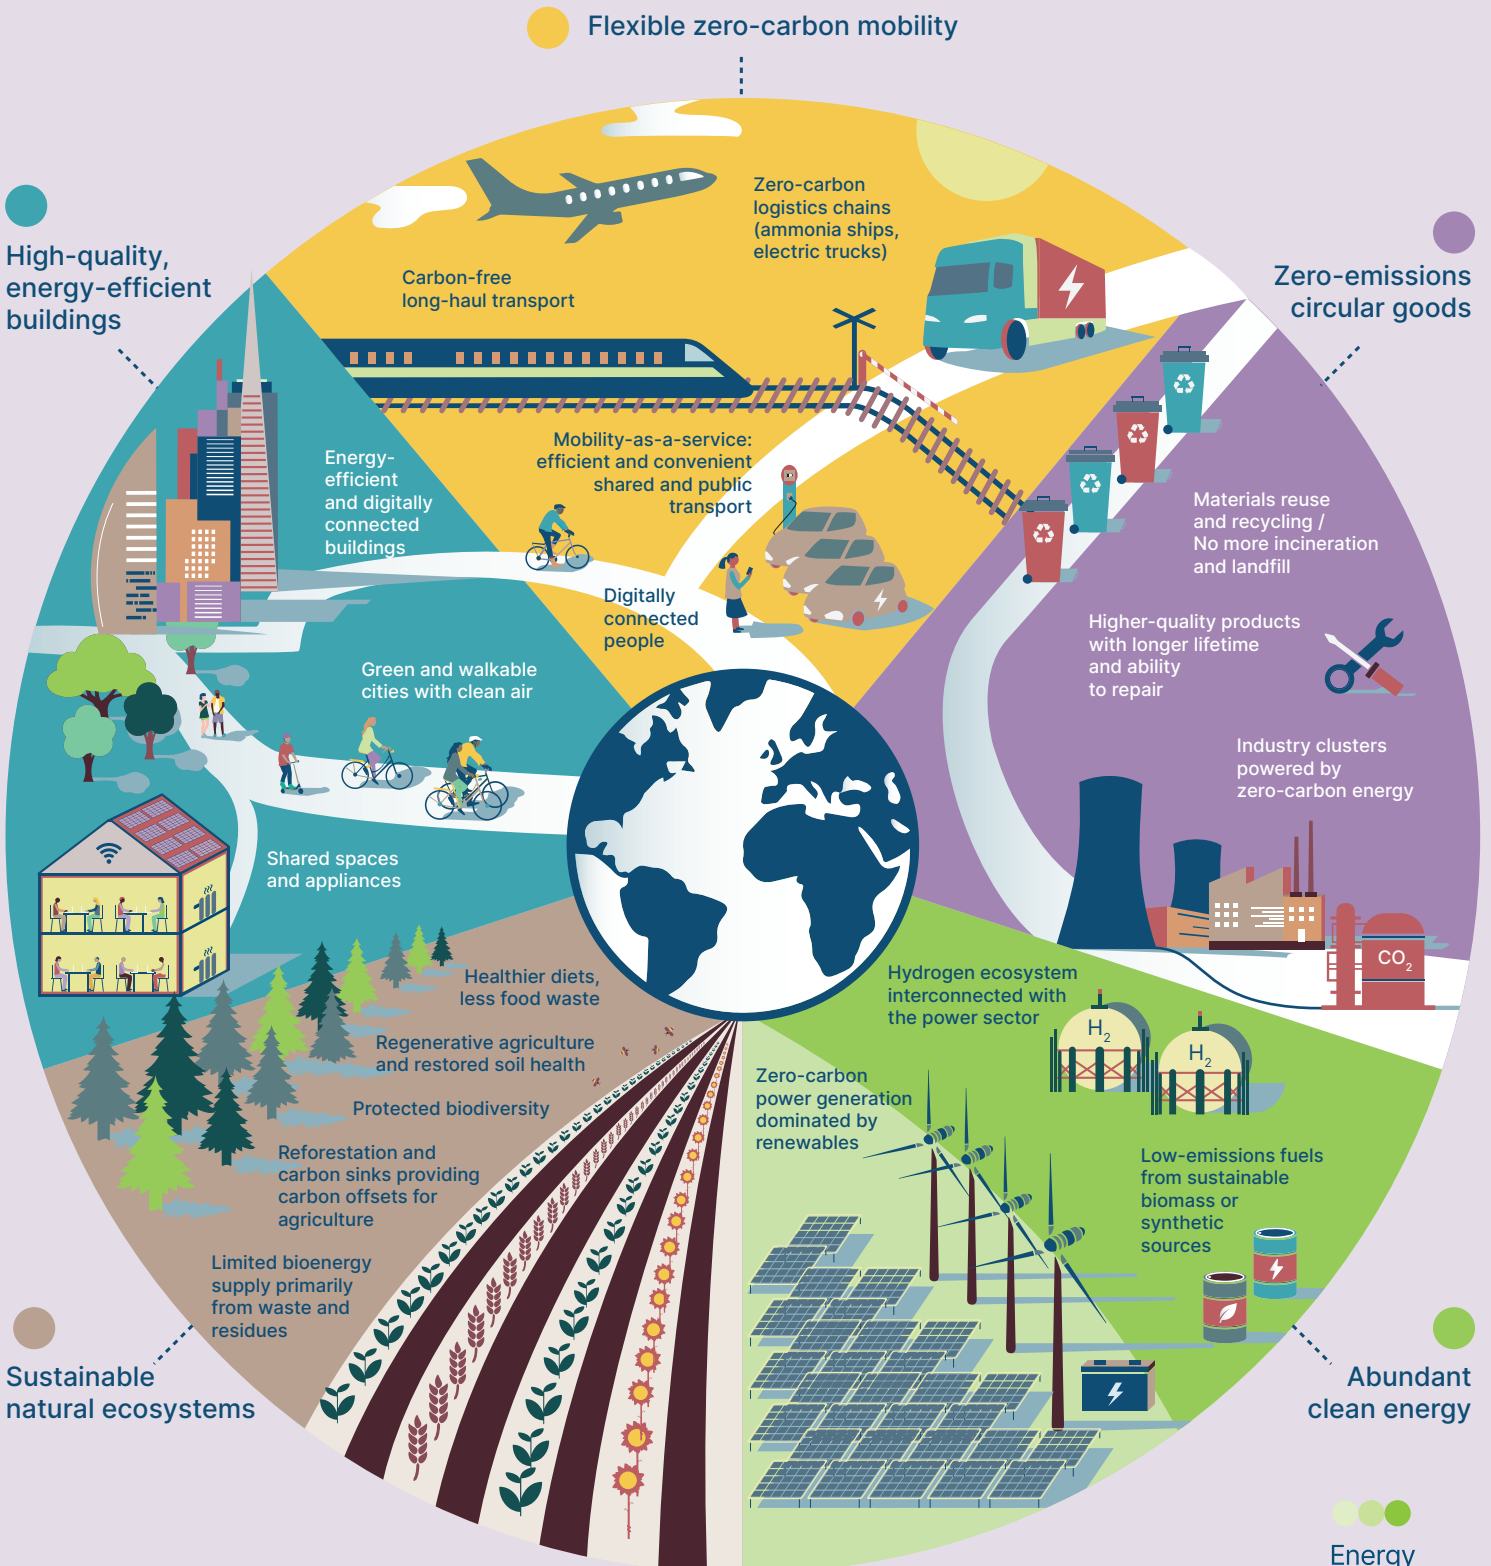 Flexible zero-carbon mobility
High-quality,
energy-efficient
buildings
Zero-emissions
circular goods
Zero-carbon
logistics chains
(ammonia ships,
electric trucks)
Carbon-free
long-haul transport
Mobility-as-a-service:
efficient and convenient
shared and public
transport
Energy-
efficient
and digitally
connected
buildings
Digitally
connected
people
Materials reuse
and recycling /
No more incineration
and landfill
Higher-quality products
with longer lifetime
and ability
to repair
Green and walkable
cities with clean air
Industry clusters
powered by
zero-carbon energy
Shared spaces
and appliances
CO2
Healthier diets,
less food waste
Hydrogen ecosystem
interconnected with
the power sector
H2
H2
Regenerative agriculture
and restored soil health
Zero-carbon
power generation
dominated by
renewables
Protected biodiversity
Reforestation and
carbon sinks providing
carbon offsets for
agriculture
Low-emissions fuels
from sustainable
biomass or
synthetic
sources
Limited bioenergy
supply primarily
from waste and
residues
Sustainable
natural ecosystems
Abundant
clean energy
Energy